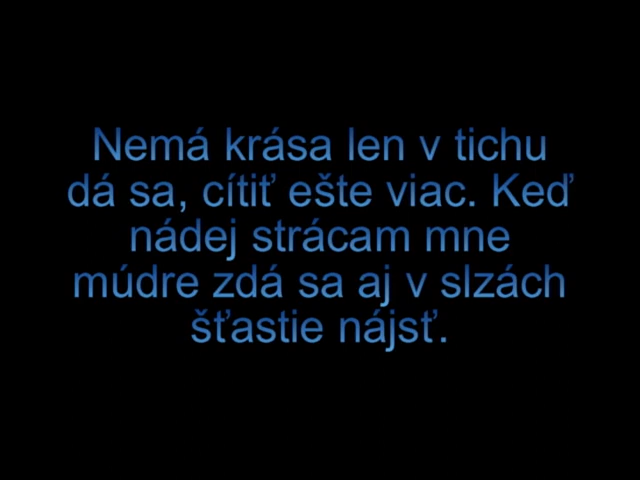 Nemá krása len v tichu
dá sa, cítiť ešte viac. Keď
nádej strácam mne
múdre zdá sa aj v slzách
šťastie nájsť.